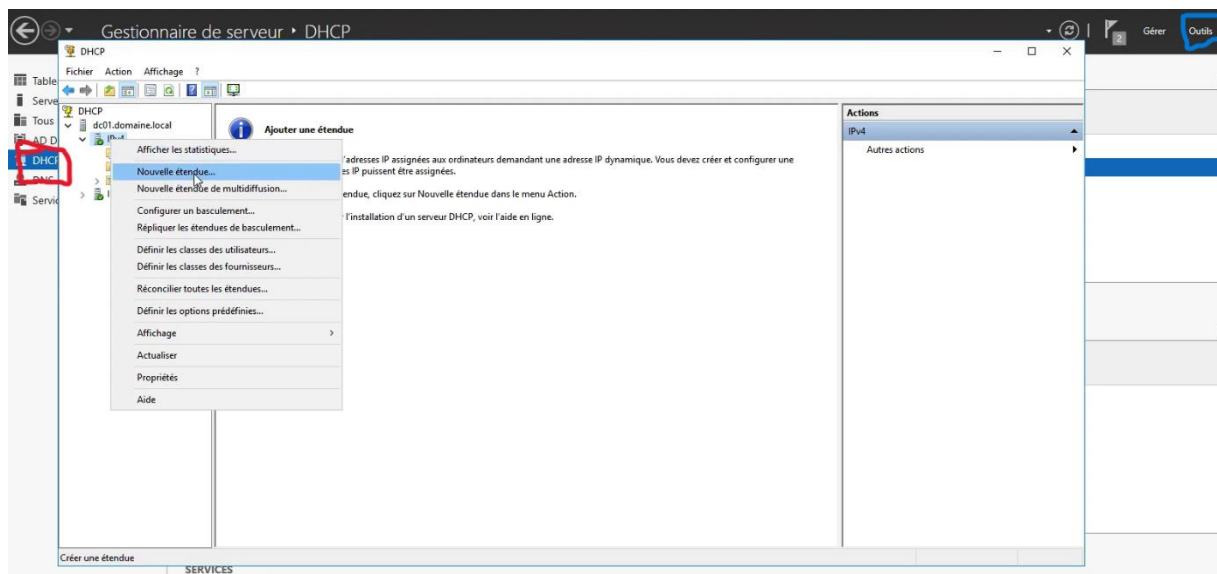 Gestionnaire de serveur • DHCP
2
Gérer
Outils
DHCP
Fichier Action Affichage ?
Table
Serve
Tous
AD D
DHCP
DNS
Servic
DHCP
dc01.domaine.local
IPv4
I
Ajouter une étendue
'adresses IP assignées aux ordinateurs demandant une adresse IP dynamique. Vous devez créer et configurer une
es IP puissent être assignées.
endue, cliquez sur Nouvelle étendue dans le menu Action.
l'installation d'un serveur DHCP, voir l'aide en ligne.
Afficher les statistiques...
Nouvelle étendue...
Nouvelle étendue de multidiffusion...
Configurer un basculement...
Répliquer les étendues de basculement...
Définir les classes des utilisateurs...
Définir les classes des fournisseurs...
Réconcilier toutes les étendues...
Définir les options prédéfinies...
Affichage
Actualiser
Propriétés
Aide
Actions
IPv4
Autres actions
Créer une étendue
SERVICES